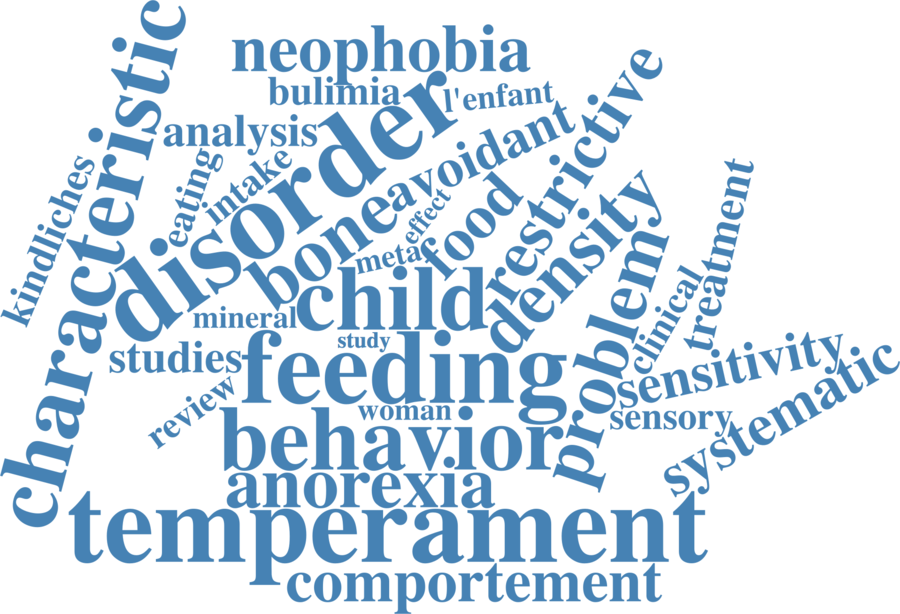 characteristic
neophobia
bulimia
l'enfant
analysis
disorder
avoidant
restrictive
kindliches
eating
intake
bone
effect
meta
food
density
treatment
child
mineral
problem
clinical
study
studies
feeding
sensitivity
review
woman
sensory
systematic
behavior
anorexia
temperament
comportement